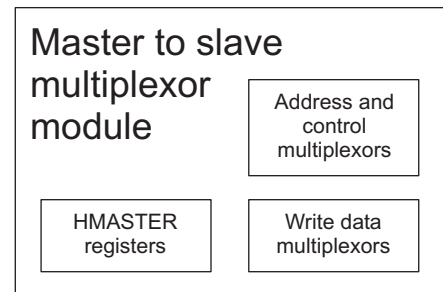 Master to slave
multiplexor
module
Address and
control
multiplexors
HMASTER
registers
Write data
multiplexors